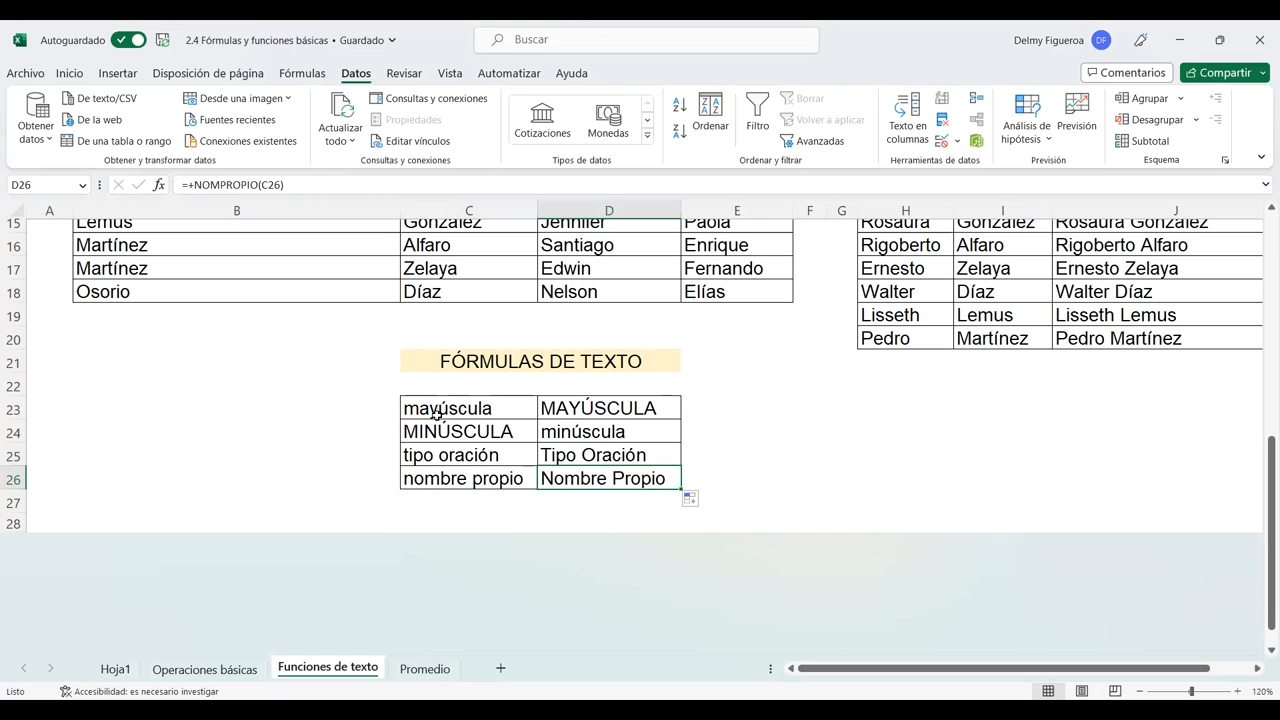 Autoguardado 2.4 Fórmulas y funciones básicas • Guardado Buscar Delmy Figueroa DF
Archivo Inicio Insertar Disposición de página Fórmulas Datos Revisar Vista Automatizar Ayuda Comentarios Compartir
Obtener datos
De texto/CSV
De la web
De una tabla o rango
Desde una imagen
Fuentes recientes
Conexiones existentes
Obtener y transformar datos
Actualizar todo
Consultas y conexiones
Propiedades
Editar vínculos
Consultas y conexiones
Cotizaciones Monedas
Tipos de datos
Ordenar
Filtro
Borrar
Volver a aplicar
Avanzadas
Ordenar y filtrar
Texto en columnas
Herramientas de datos
Análisis de hipótesis
Previsión
Previsión
Agrupar
Desagrupar
Subtotal
Esquema
D26 fx =+NOMPROPIO(C26)
A B C D E F G H I J
15 Lemus González Jennifer Paola Rosaura González Rosaura González
16 Martínez Alfaro Santiago Enrique Rigoberto Alfaro Rigoberto Alfaro
17 Martínez Zelaya Edwin Fernando Ernesto Zelaya Ernesto Zelaya
18 Osorio Díaz Nelson Elías Walter Díaz Walter Díaz
19 Lisseth Lemus Lisseth Lemus
20 Pedro Martínez Pedro Martínez
21 FÓRMULAS DE TEXTO
22
23 mayúscula MAYÚSCULA
24 MINÚSCULA minúscula
25 tipo oración Tipo Oración
26 nombre propio Nombre Propio
27
28
Hoja1 Operaciones básicas Funciones de texto Promedio
Listo Accesibilidad: es necesario investigar 120%